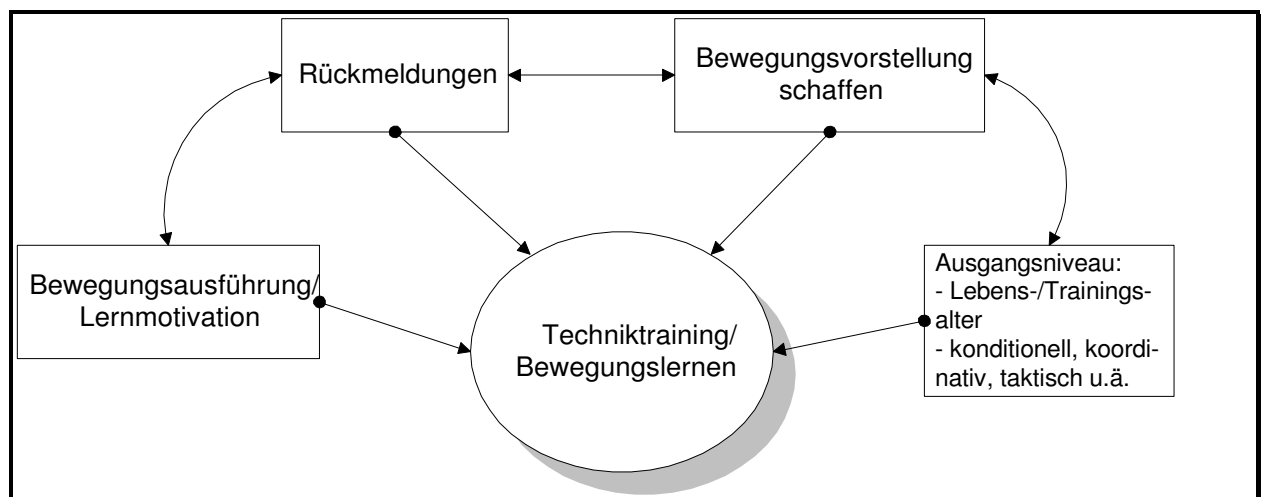 Rückmeldungen
Bewegungsvorstellung
schaffen
Bewegungsausführung/
Lernmotivation
Techniktraining/
Bewegungslernen
Ausgangsniveau:
- Lebens-/Trainings-
alter
- konditionell, koordi-
nativ, taktisch u.ä.